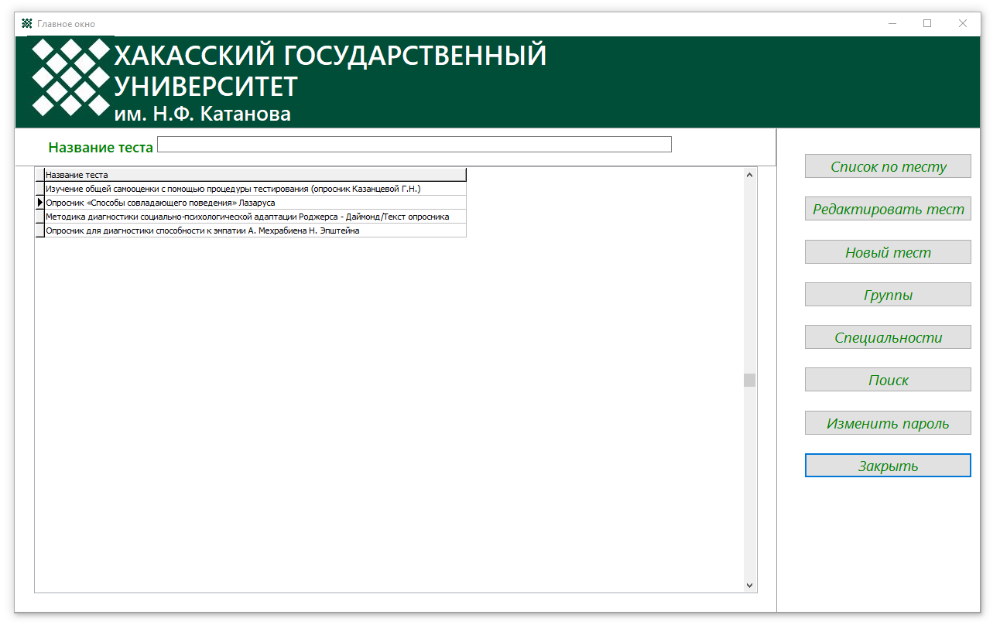 Главное окно
ХАКАССКИЙ ГОСУДАРСТВЕННЫЙ
УНИВЕРСИТЕТ
им. Н.Ф. Катанова
Название теста
Название теста
Изучение общей самооценки с помощью процедуры тестирования (опросник Казанцевой Г.Н.)
Опросник «Способы совладающего поведения» Лазаруса
Методика диагностики социально-психологической адаптации Роджерса - Даймонд/Текст опросника
Опросник для диагностики способности к эмпатии А. Мехрабиена Н. Эпштейна
Список по тесту
Редактировать тест
Новый тест
Группы
Специальности
Поиск
Изменить пароль
Закрыть